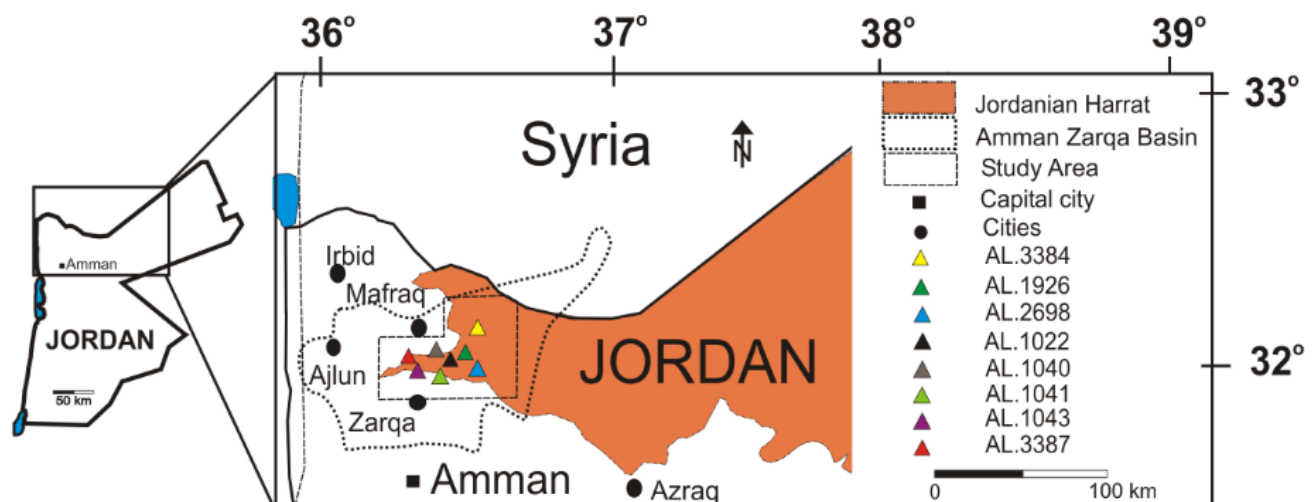 36° 37° 38° 39°
33°
32°
Syria
N
Jordanian Harrat
Amman Zarqa Basin
Study Area
Capital city
Cities
AL.3384
AL.1926
AL.2698
AL.1022
AL.1040
AL.1041
AL.1043
AL.3387
0 100 km
Irbid
Mafraq
Ajlun
Zarqa
JORDAN
Amman
Azraq
Amman
JORDAN
50 km